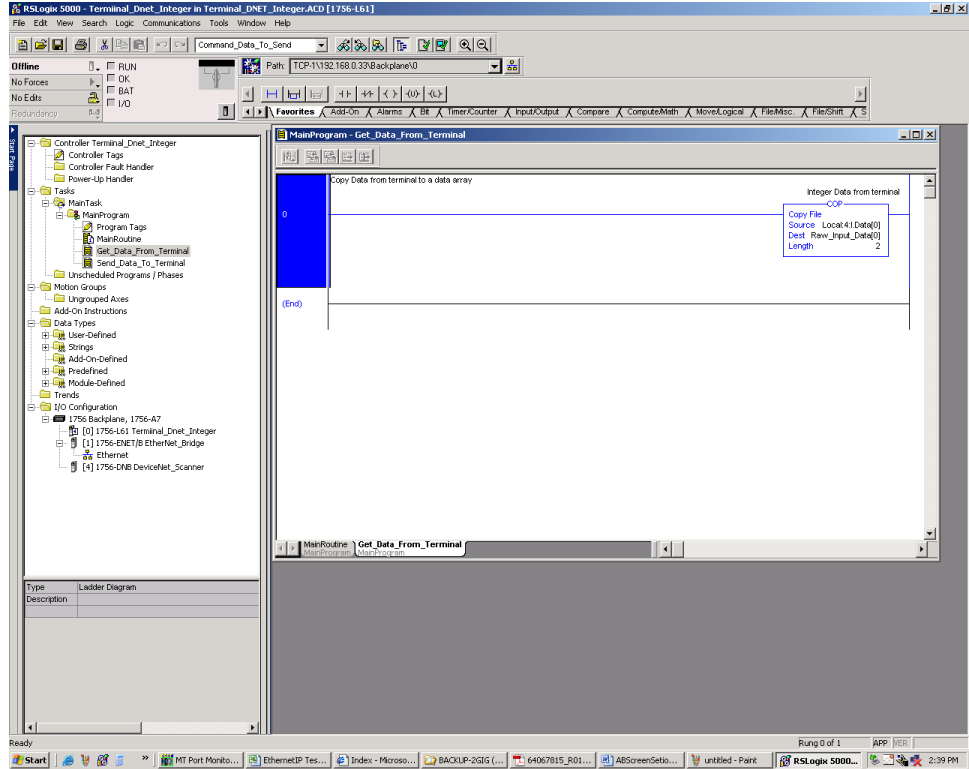 RSLogix 5000 - Termiinal_Dnet_Integer in Terminal_DNET_Integer.ACD [1756-L61]
File Edit View Search Logic Communications Tools Window Help
Command_Data_To_Send
Offline
RUN
Path: TCP-1\192.168.0.33\Backplane\0
No Forces
OK
No Edits
BAT
Redundancy
I/O
Favorites Add-On Alarms Bit Timer/Counter Input/Output Compare Compute/Math Move/Logical File/Misc. File/Shift S
Start Page
Controller Termiinal_Dnet_Integer
Controller Tags
Controller Fault Handler
Power-Up Handler
Tasks
MainTask
MainProgram
Program Tags
MainRoutine
Get_Data_From_Terminal
Send_Data_To_Terminal
Unscheduled Programs / Phases
Motion Groups
Ungrouped Axes
Add-On Instructions
Data Types
User-Defined
Strings
Add-On-Defined
Predefined
Module-Defined
Trends
I/O Configuration
1756 Backplane, 1756-A7
[0] 1756-L61 Termiinal_Dnet_Integer
[1] 1756-ENET/B EtherNet_Bridge
Ethernet
[4] 1756-DNB DeviceNet_Scanner
Type Ladder Diagram
Description
MainProgram - Get_Data_From_Terminal
Copy Data from terminal to a data array
Integer Data from terminal
COP
0
Copy File
Source Local:4:I.Data[0]
Dest Raw_Input_Data[0]
Length 2
(End)
MainRoutine Get_Data_From_Terminal
MainProgram MainProgram
Ready
Rung 0 of 1 APP VER
Start MT Port Monito... EthernetIP Tes... Index - Microso... BACKUP-2GIG (... 64067815_R01... ABScreenSetio... untitled - Paint RSLogix 5000... 2:39 PM